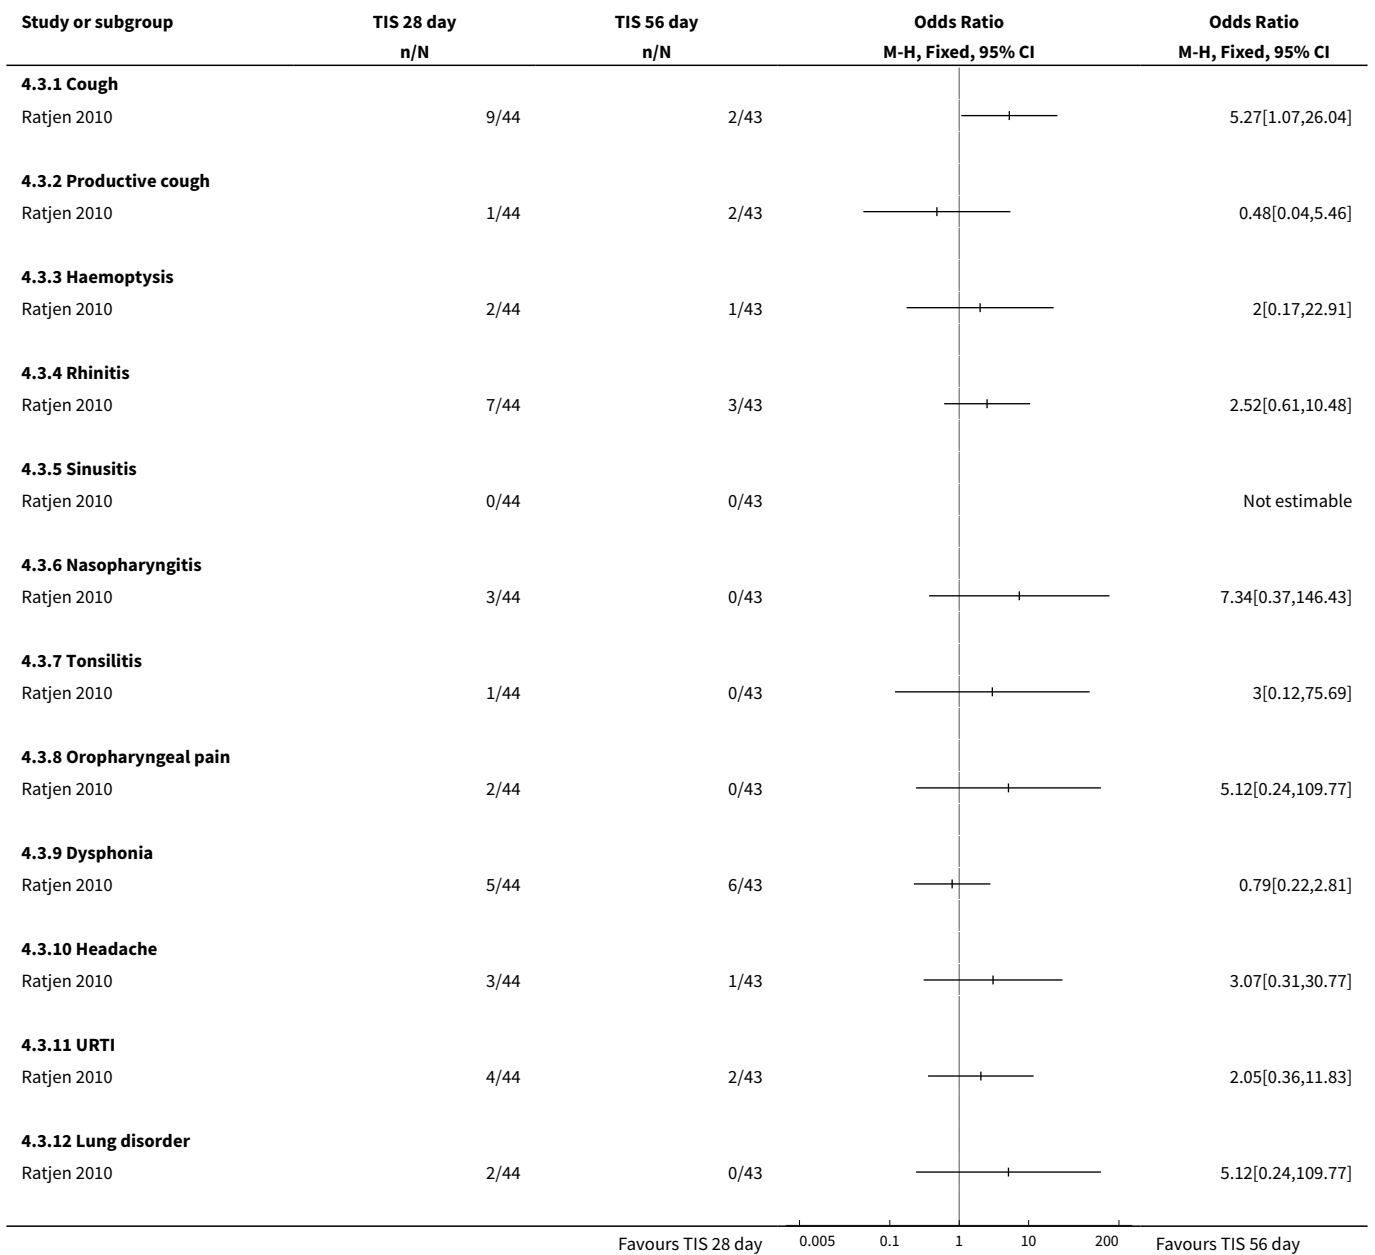 Study or subgroup TIS 28 day TIS 56 day Odds Ratio Odds Ratio
n/N n/N M-H, Fixed, 95% CI M-H, Fixed, 95% CI
4.3.1 Cough
Ratjen 2010 9/44 2/43 5.27[1.07,26.04]
4.3.2 Productive cough
Ratjen 2010 1/44 2/43 0.48[0.04,5.46]
4.3.3 Haemoptysis
Ratjen 2010 2/44 1/43 2[0.17,22.91]
4.3.4 Rhinitis
Ratjen 2010 7/44 3/43 2.52[0.61,10.48]
4.3.5 Sinusitis
Ratjen 2010 0/44 0/43 Not estimable
4.3.6 Nasopharyngitis
Ratjen 2010 3/44 0/43 7.34[0.37,146.43]
4.3.7 Tonsilitis
Ratjen 2010 1/44 0/43 3[0.12,75.69]
4.3.8 Oropharyngeal pain
Ratjen 2010 2/44 0/43 5.12[0.24,109.77]
4.3.9 Dysphonia
Ratjen 2010 5/44 6/43 0.79[0.22,2.81]
4.3.10 Headache
Ratjen 2010 3/44 1/43 3.07[0.31,30.77]
4.3.11 URTI
Ratjen 2010 4/44 2/43 2.05[0.36,11.83]
4.3.12 Lung disorder
Ratjen 2010 2/44 0/43 5.12[0.24,109.77]
Favours TIS 28 day 0.005 0.1 1 10 200 Favours TIS 56 day